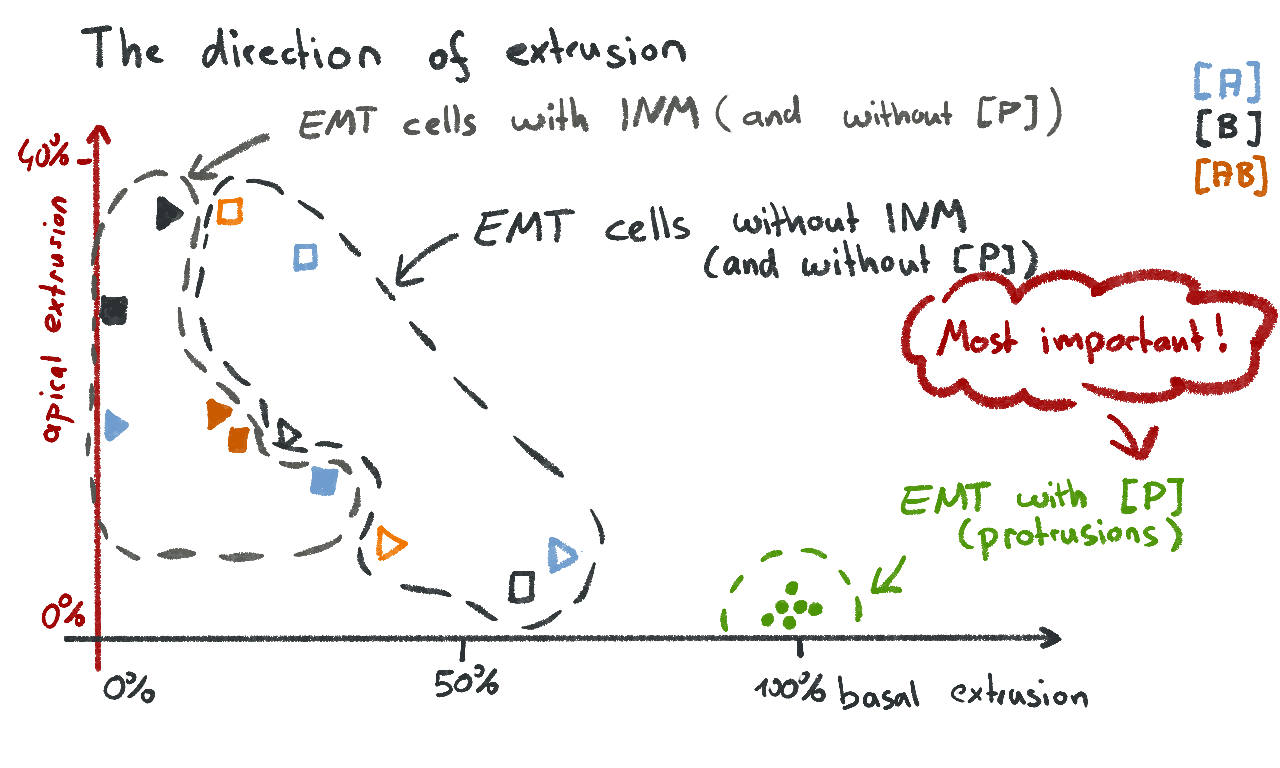 The direction of extrusion
EMT cells with INM (and without [P])
[A]
[B]
[AB]
40%
apical extrusion
EMT cells without INM
(and without [P])
Most important!
EMT with [P]
(protrusions)
0%
0%
50%
100%
basal extrusion